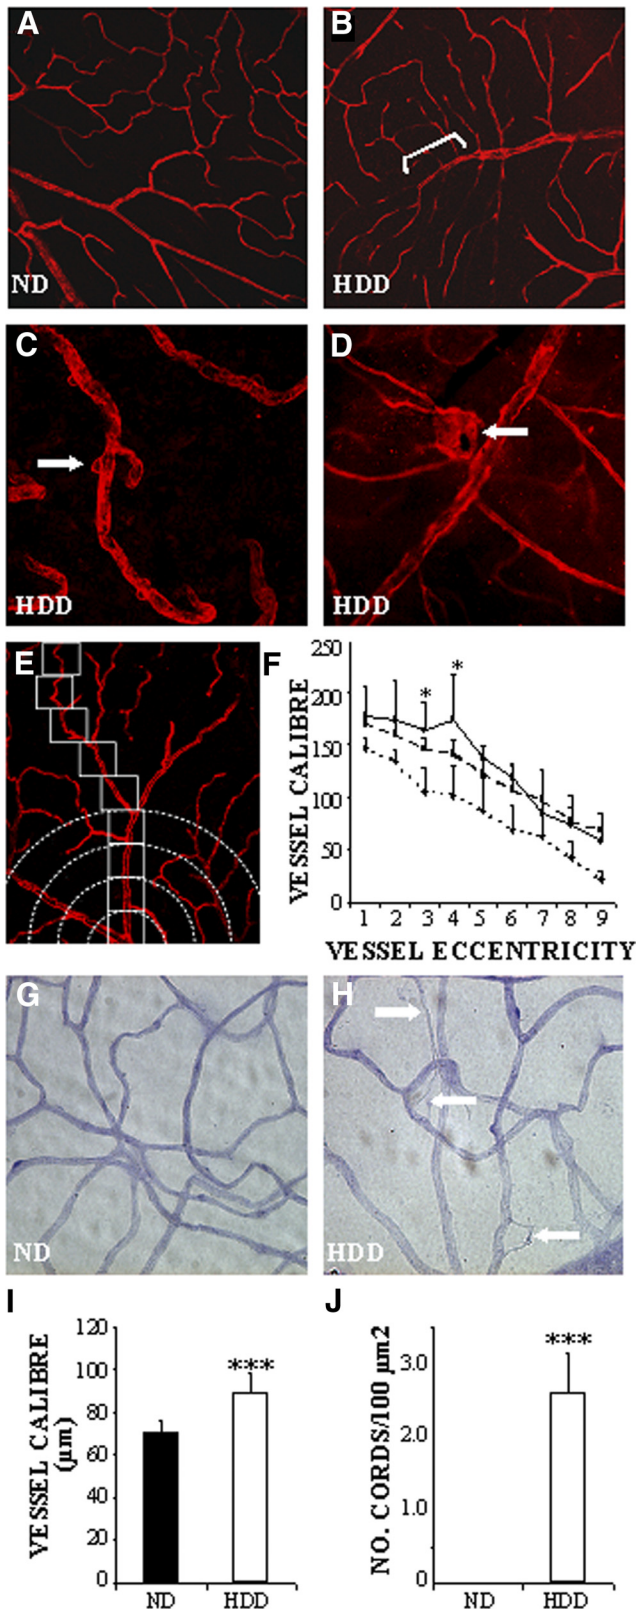 A
B
ND
HDD
C
D
HDD
HDD
E
F
VESSEL CALIBRE
250
200
150
100
50
0
*
*
1 2 3 4 5 6 7 8 9
VESSEL ECCENTRICITY
G
H
ND
HDD
I
J
VESSEL CALIBRE
(µm)
120
100
80
60
40
20
0
***
ND HDD
NO. CORDS/100 µm2
3.0
2.0
1.0
0
***
ND HDD